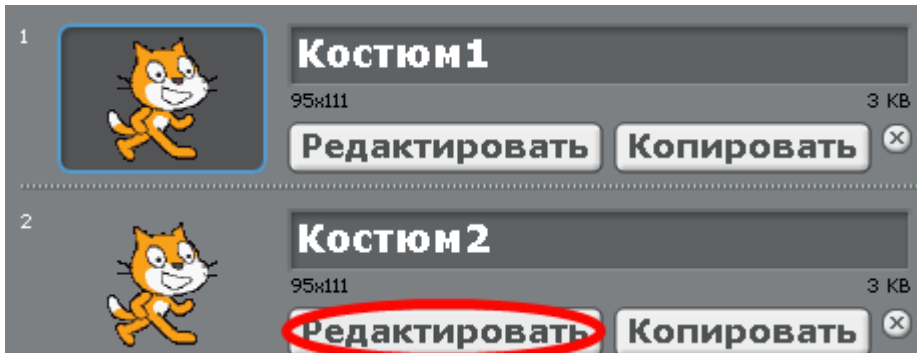 1
Костюм1
95x111 3 KB
Редактировать Копировать
2
Костюм2
95x111 3 KB
Редактировать Копировать